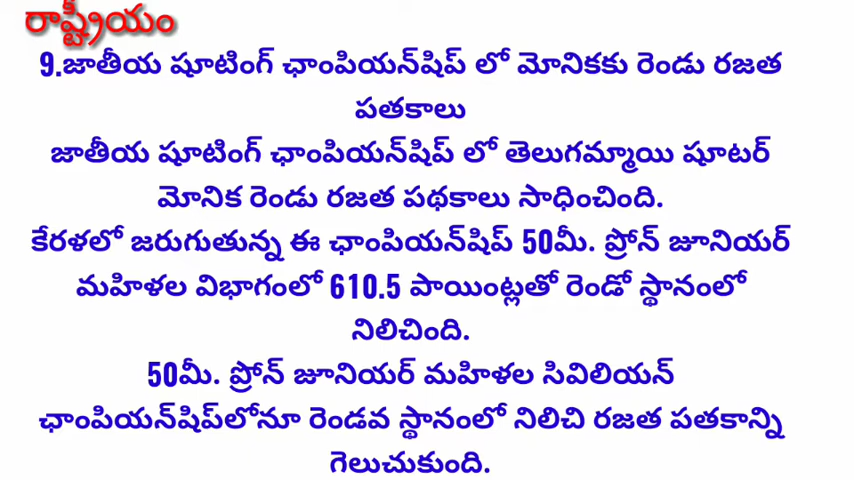 రాష్ట్రీయం
9.జాతీయ షూటింగ్ ఛాంపియన్‌షిప్ లో మోనికకు రెండు రజత
పతకాలు
జాతీయ షూటింగ్ ఛాంపియన్‌షిప్ లో తెలుగమ్మాయి షూటర్
మోనిక రెండు రజత పథకాలు సాధించింది.
కేరళలో జరుగుతున్న ఈ ఛాంపియన్‌షిప్ 50మీ. ప్రోన్ జూనియర్
మహిళల విభాగంలో 610.5 పాయింట్లతో రెండో స్థానంలో
నిలిచింది.
50మీ. ప్రోన్ జూనియర్ మహిళల సివిలియన్
ఛాంపియన్‌షిప్‌లోనూ రెండవ స్థానంలో నిలిచి రజత పతకాన్ని
గెలుచుకుంది.